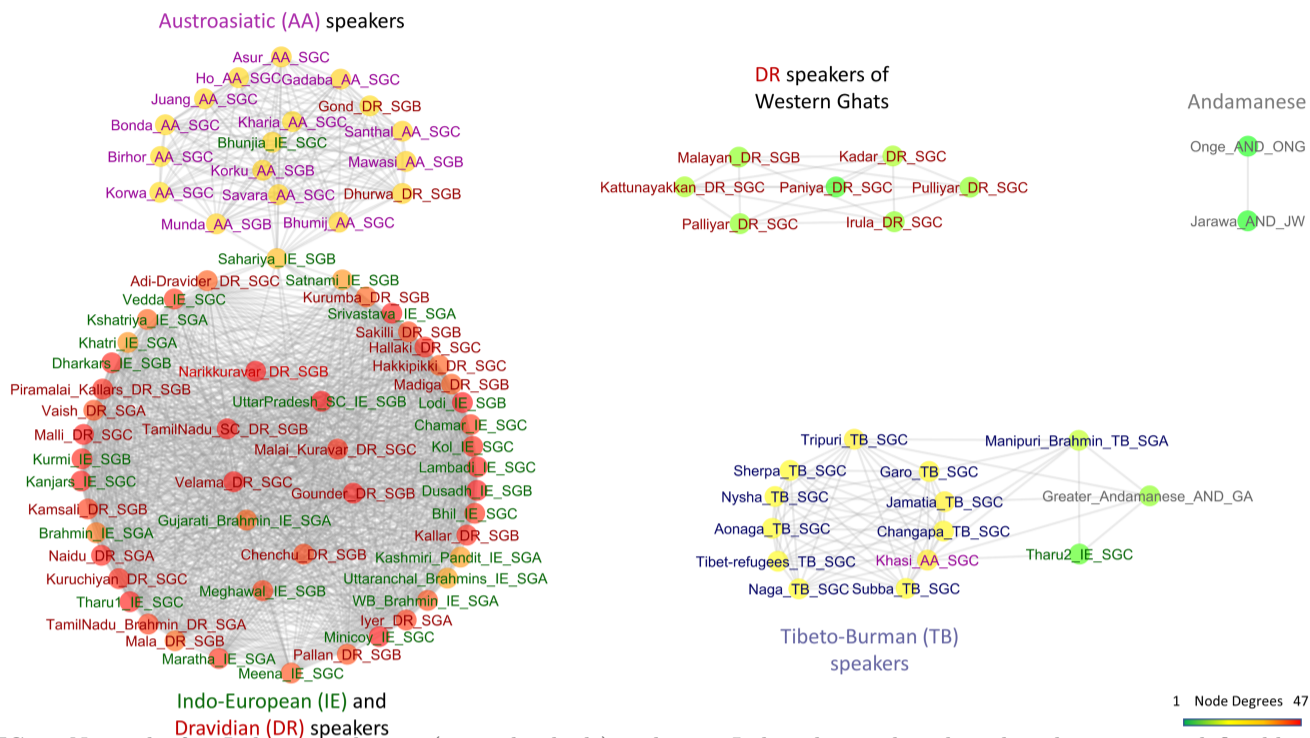 Austroasiatic (AA) speakers
Asur_AA_SGC
Ho_AA_SGC
Gadaba_AA_SGC
Juang_AA_SGC
Gond_DR_SGB
Bonda_AA_SGC
Kharia_AA_SGC
Santhal_AA_SGC
Bhunjia_IE_SGC
Birhor_AA_SGC
Mawasi_AA_SGB
Korku_AA_SGB
Korwa_AA_SGC
Savara_AA_SGC
Dhurwa_DR_SGB
Munda_AA_SGB
Bhumij_AA_SGC
Sahariya_IE_SGB
Adi-Dravider_DR_SGC
Satnami_IE_SGB
Vedda_IE_SGC
Kurumba_DR_SGB
Kshatriya_IE_SGA
Srivastava_IE_SGA
Sakilli_DR_SGB
Khatri_IE_SGA
Hallaki_DR_SGC
Dharkars_IE_SGB
Hakkipikki_DR_SGC
Narikkuravar_DR_SGB
Madiga_DR_SGB
Piramalai_Kallars_DR_SGB
UttarPradesh_SC_IE_SGB
Lodi_IE_SGB
Vaish_DR_SGA
Chamar_IE_SGC
TamilNadu_SC_DR_SGB
Malli_DR_SGC
Kol_IE_SGC
Malai_Kuravar_DR_SGC
Kurmi_IE_SGB
Lambadi_IE_SGC
Kanjars_IE_SGC
Velama_DR_SGC
Gounder_DR_SGB
Dusadh_IE_SGB
Kamsali_DR_SGB
Bhil_IE_SGC
Gujarati_Brahmin_IE_SGA
Brahmin_IE_SGA
Kallar_DR_SGB
Naidu_DR_SGA
Chenchu_DR_SGB
Kashmiri_Pandit_IE_SGA
Kuruchiyan_DR_SGC
Uttaranchal_Brahmins_IE_SGA
Meghawal_IE_SGB
Tharu1_IE_SGC
WB_Brahmin_IE_SGA
TamilNadu_Brahmin_DR_SGA
Iyer_DR_SGA
Mala_DR_SGB
Minicoy_IE_SGC
Maratha_IE_SGA
Pallan_DR_SGB
Meena_IE_SGC
Indo-European (IE) and
Dravidian (DR) speakers
DR speakers of
Western Ghats
Malayan_DR_SGB
Kadar_DR_SGC
Kattunayakkan_DR_SGC
Paniya_DR_SGC
Pulliyar_DR_SGC
Palliyar_DR_SGC
Irula_DR_SGC
Andamanese
Onge_AND_ONG
Jarawa_AND_JW
Tripuri_TB_SGC
Manipuri_Brahmin_TB_SGA
Sherpa_TB_SGC
Garo_TB_SGC
Nysha_TB_SGC
Jamatia_TB_SGC
Greater_Andamanese_AND_GA
Aonaga_TB_SGC
Changapa_TB_SGC
Tibet-refugees_TB_SGC
Khasi_AA_SGC
Tharu2_IE_SGC
Naga_TB_SGC
Subba_TB_SGC
Tibeto-Burman (TB)
speakers
1 Node Degrees 47